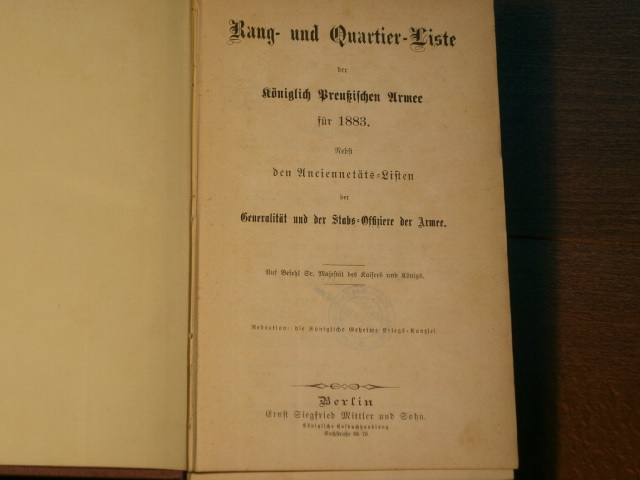 Rang- und Quartier-Liste
der
Königlich Preußischen Armee
für 1883.
Nebst
den Anciennetäts-Listen
der
Generalität und der Stabs-Offiziere der Armee.
Auf Befehl Sr. Majestät des Kaisers und Königs.
Redaction: die Königliche Geheime Kriegs-Kanzlei
Berlin
Ernst Siegfried Mittler und Sohn.
Königliche Hofbuchhandlung
Kochstraße